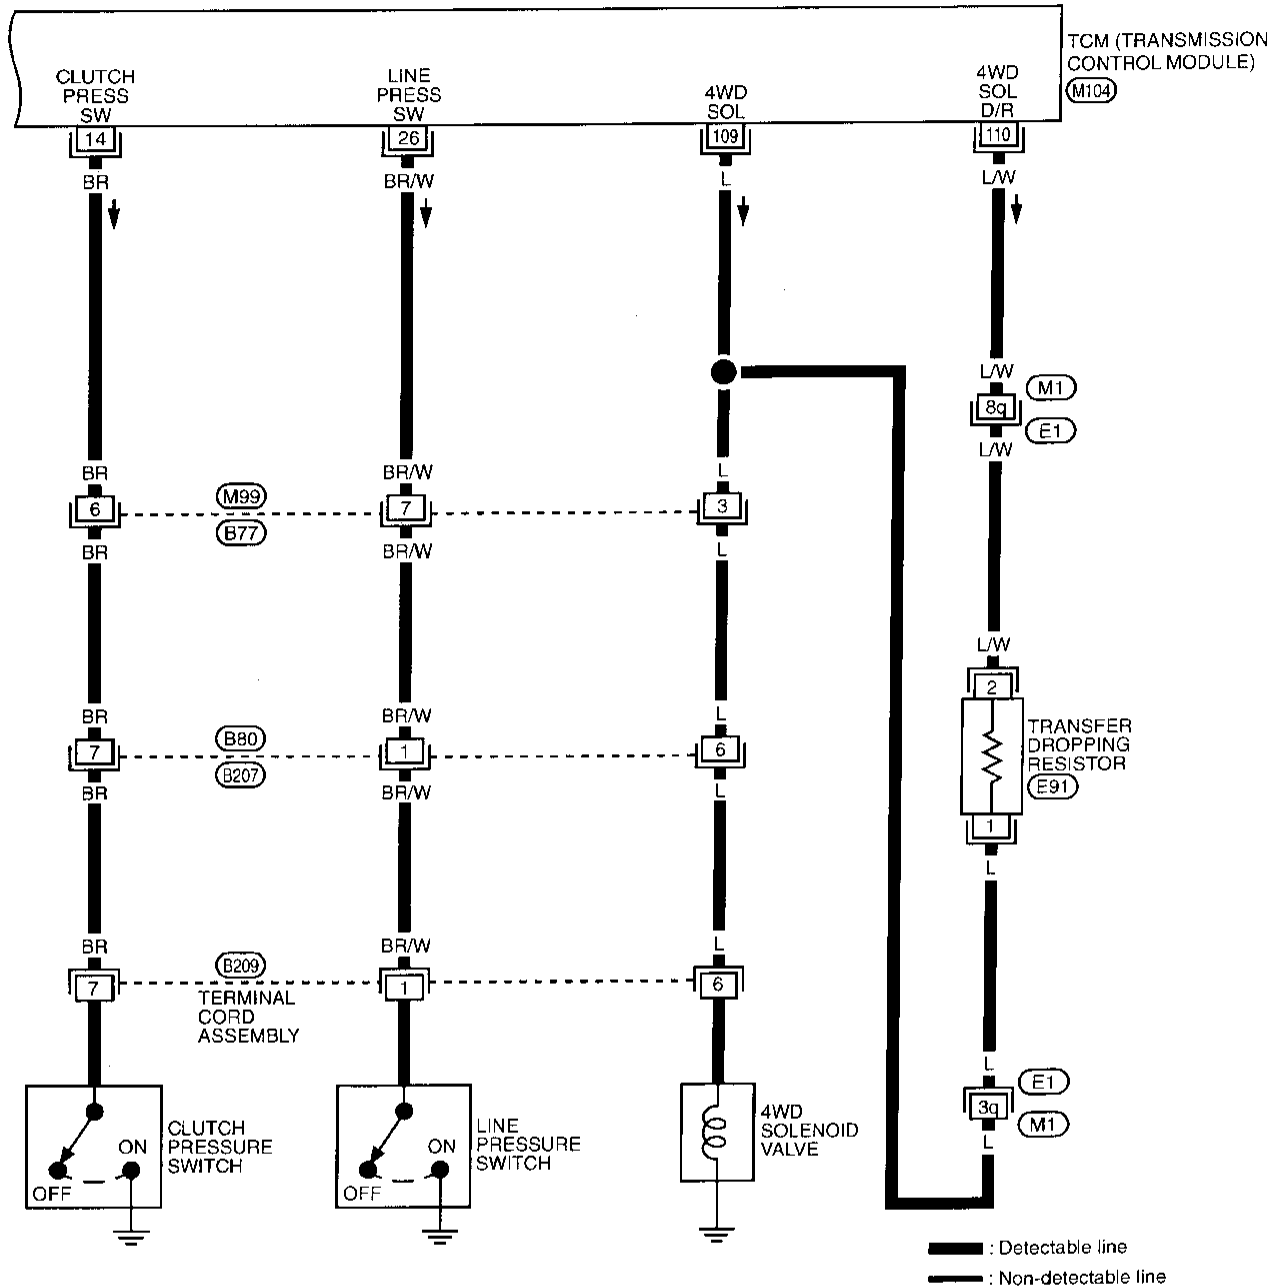 TCM (TRANSMISSION
CONTROL MODULE)
M104
CLUTCH
PRESS
SW
LINE
PRESS
SW
4WD
SOL
4WD
SOL
D/R
14
26
109
110
BR
BR/W
L
L/W
L/W
8q
M1
E1
L/W
BR
BR/W
L
6
M99
B77
7
3
BR
BR/W
L
L/W
2
TRANSFER
DROPPING
RESISTOR
E91
1
L
BR
BR/W
L
7
B80
B207
1
6
BR
BR/W
L
BR
BR/W
L
7
B209
1
6
TERMINAL
CORD
ASSEMBLY
L
3q
E1
M1
L
CLUTCH
PRESSURE
SWITCH
ON
OFF
LINE
PRESSURE
SWITCH
ON
OFF
4WD
SOLENOID
VALVE
: Detectable line
: Non-detectable line